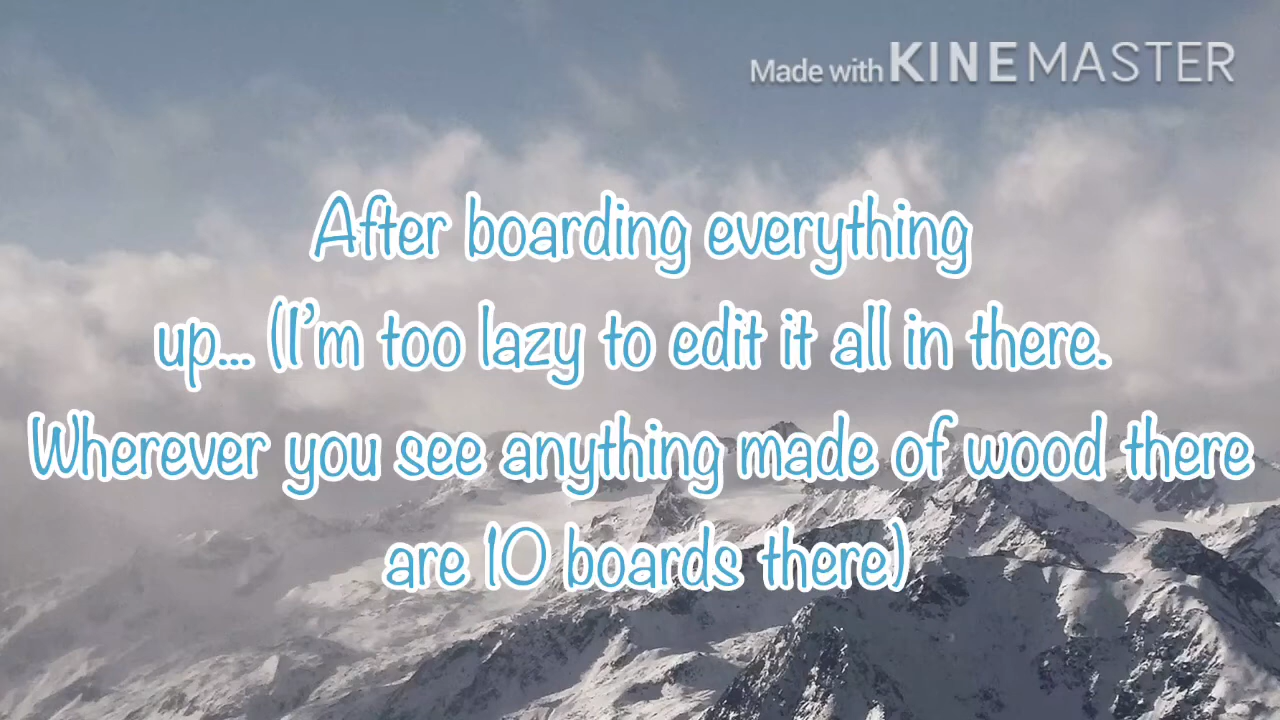 Made with KINEMASTER
After boarding everything
up... (I'm too lazy to edit it all in there.
Wherever you see anything made of wood there
are 10 boards there)